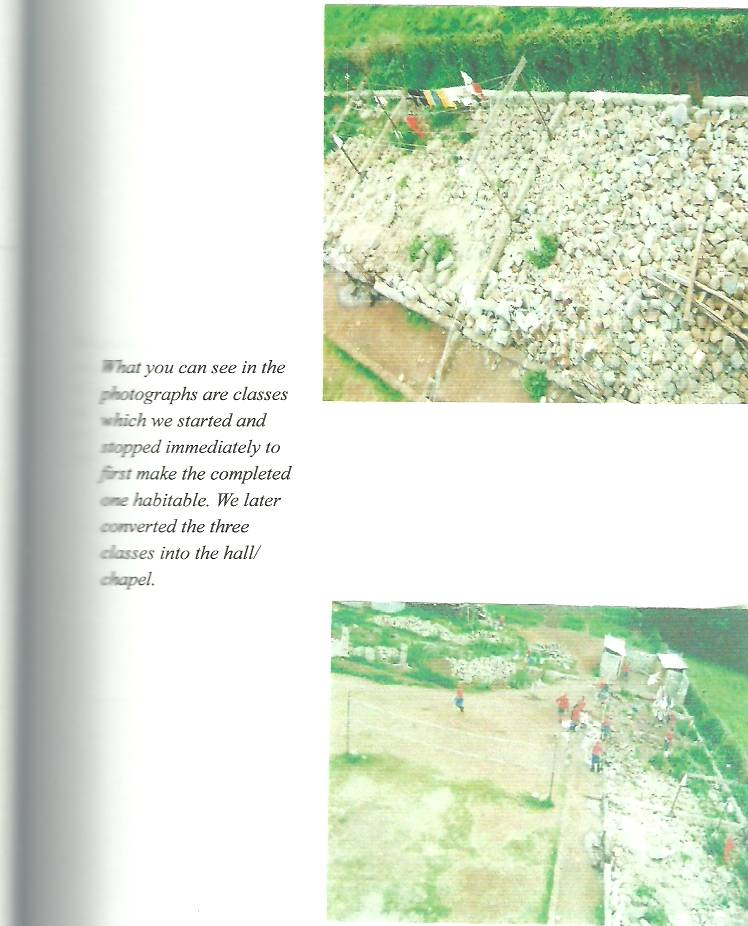 What you can see in the
photographs are classes
which we started and
stopped immediately to
first make the completed
one habitable. We later
converted the three
classes into the hall/
chapel.